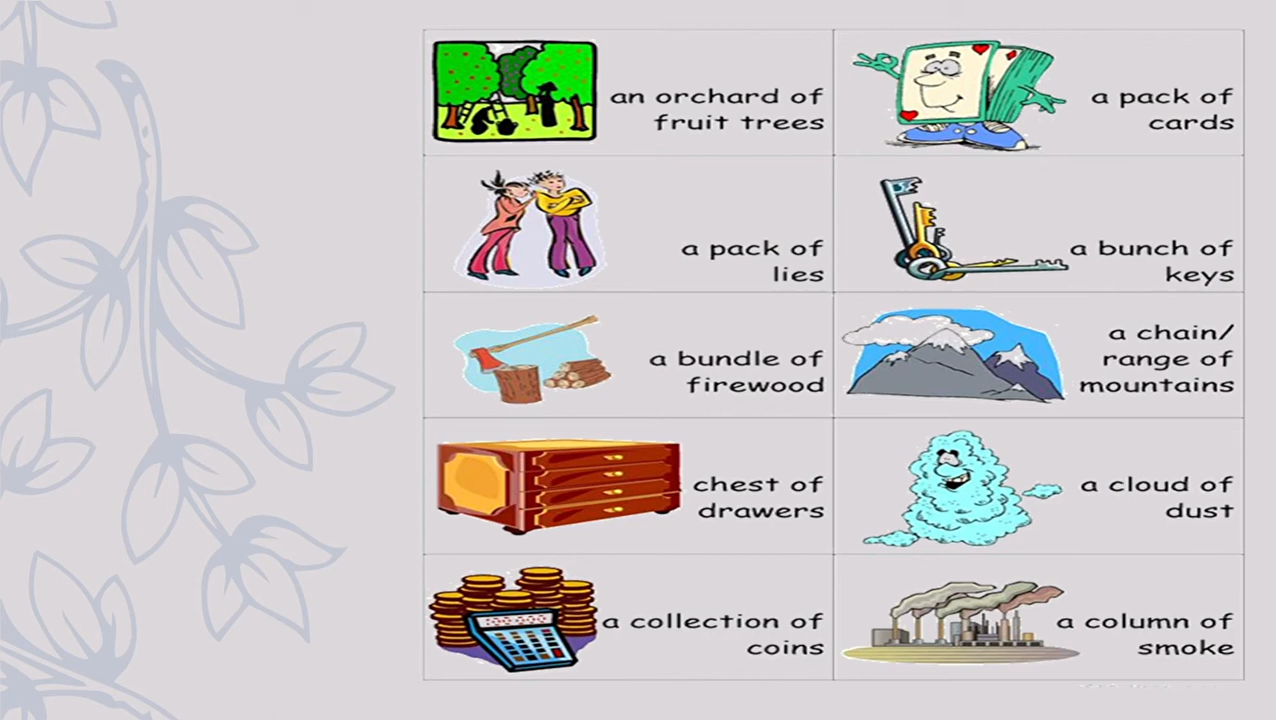 an orchard of
fruit trees
a pack of
cards
a pack of
lies
a bunch of
keys
a bundle of
firewood
a chain/
range of
mountains
chest of
drawers
a cloud of
dust
a collection of
coins
a column of
smoke